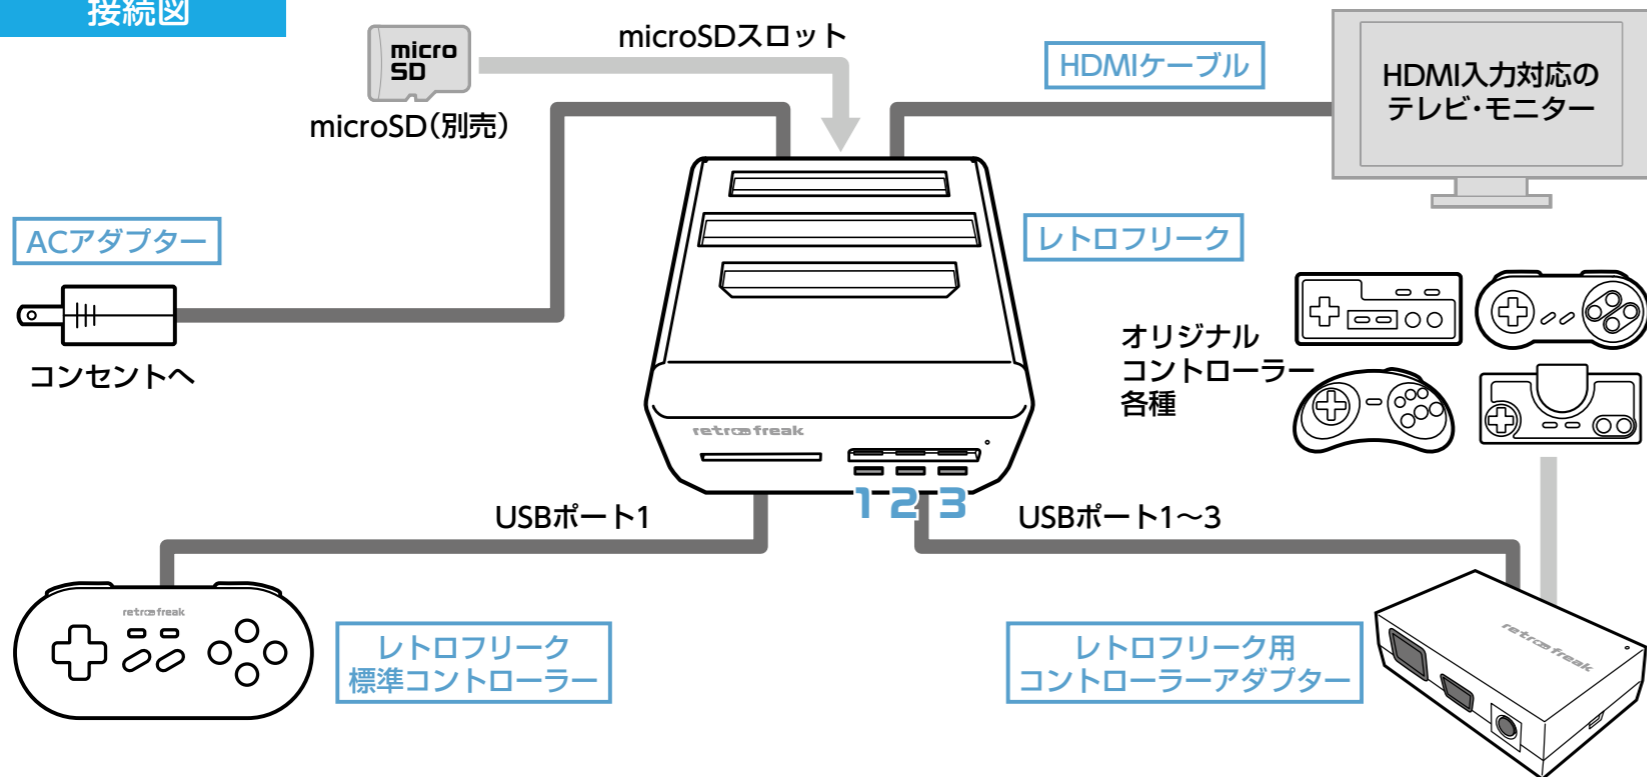 接続図
micro
SD
microSD(別売)
microSDスロット
HDMIケーブル
HDMI入力対応の
テレビ・モニター
ACアダプター
コンセントへ
レトロフリーク
オリジナル
コントローラー
各種
retro freak
1 2 3
USBポート1
USBポート1～3
retro freak
レトロフリーク
標準コントローラー
レトロフリーク用
コントローラーアダプター
retro freak